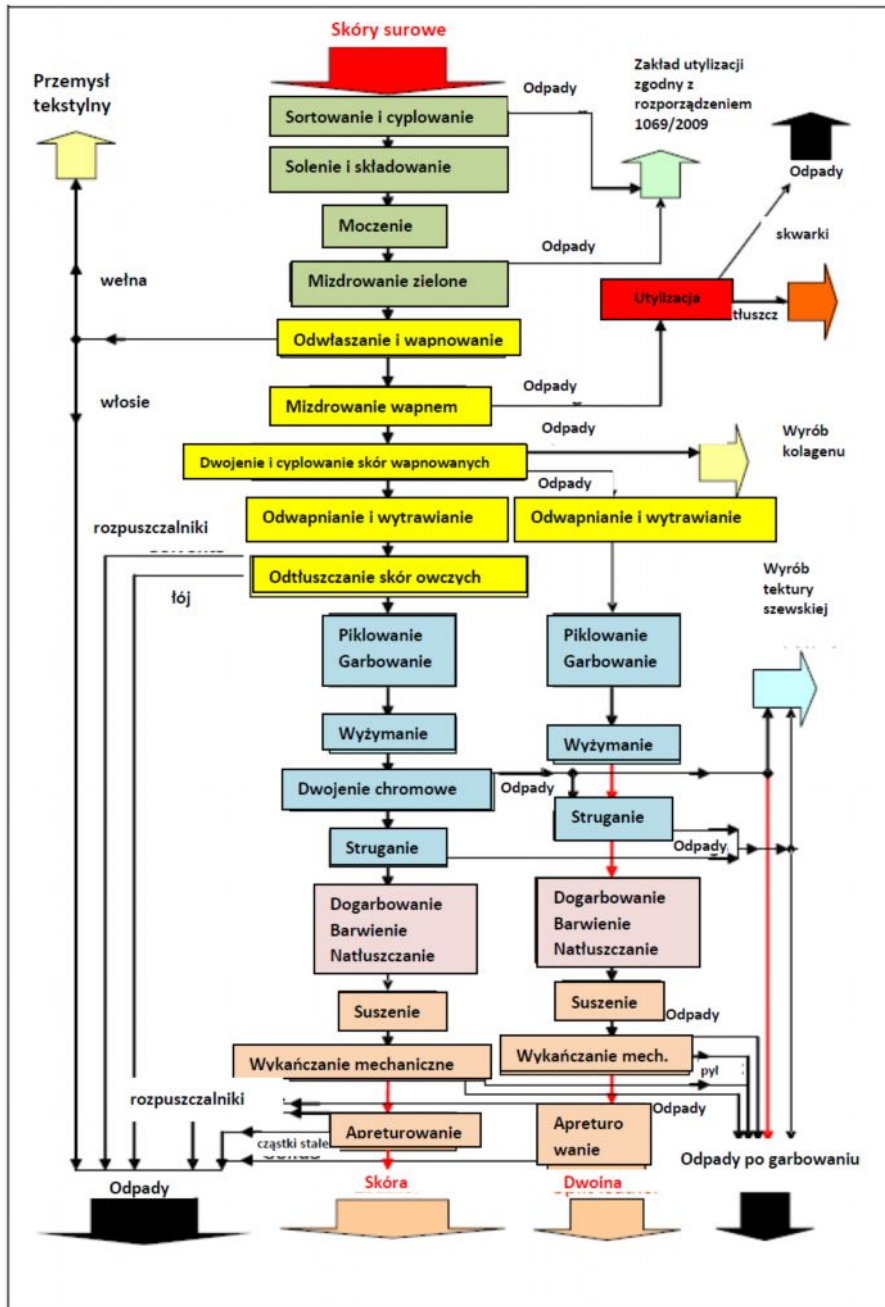 Skóry surowe
Przemysł
tekstylny
Odpady
Zakład utylizacji
zgodny z
rozporządzeniem
1069/2009
Sortowanie i cyplowanie
Odpady
Solenie i składowanie
Moczenie
Odpady
skwarki
Mizdrowanie zielone
wełna
Utylizacja
tłuszcz
Odwłaszanie i wapnowanie
włosie
Odpady
Mizdrowanie wapnem
Odpady
Wyrób
kolagenu
Dwojenie i cyplowanie skór wapnowanych
Odpady
Odwapnianie i wytrawianie
Odwapnianie i wytrawianie
rozpuszczalniki
Odtłuszczanie skór owczych
łój
Wyrób
tektury
szewskiej
Piklowanie
Garbowanie
Piklowanie
Garbowanie
Wyżymanie
Wyżymanie
Dwojenie chromowe
Odpady
Struganie
Struganie
Odpady
Dogarbowanie
Barwienie
Natłuszczanie
Dogarbowanie
Barwienie
Natłuszczanie
Suszenie
Suszenie
Odpady
Wykańczanie mechaniczne
Wykańczanie mech.
pył
rozpuszczalniki
Odpady
Apreturowanie
Apreturo
wanie
cząstki stałe
Odpady po garbowaniu
Odpady
Skóra
Dwoina